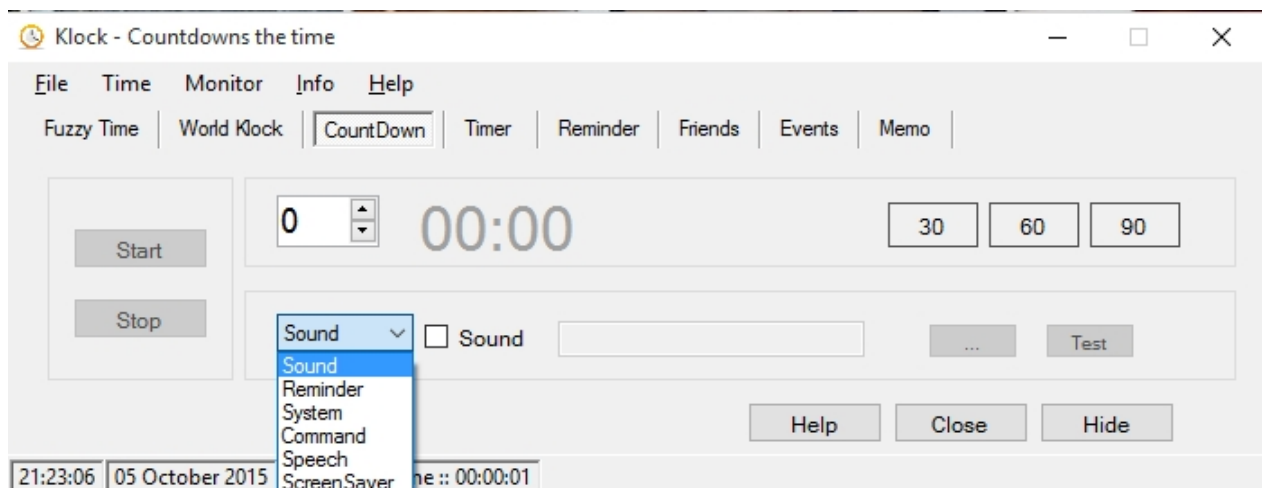 Klock - Countdowns the time
File Time Monitor Info Help
Fuzzy Time World Klock CountDown Timer Reminder Friends Events Memo
0 00:00 30 60 90
Start
Stop
Sound Sound ... Test
Sound
Reminder
System
Command
Speech
ScreenSaver
Help Close Hide
21:23:06 05 October 2015 :: 00:00:01